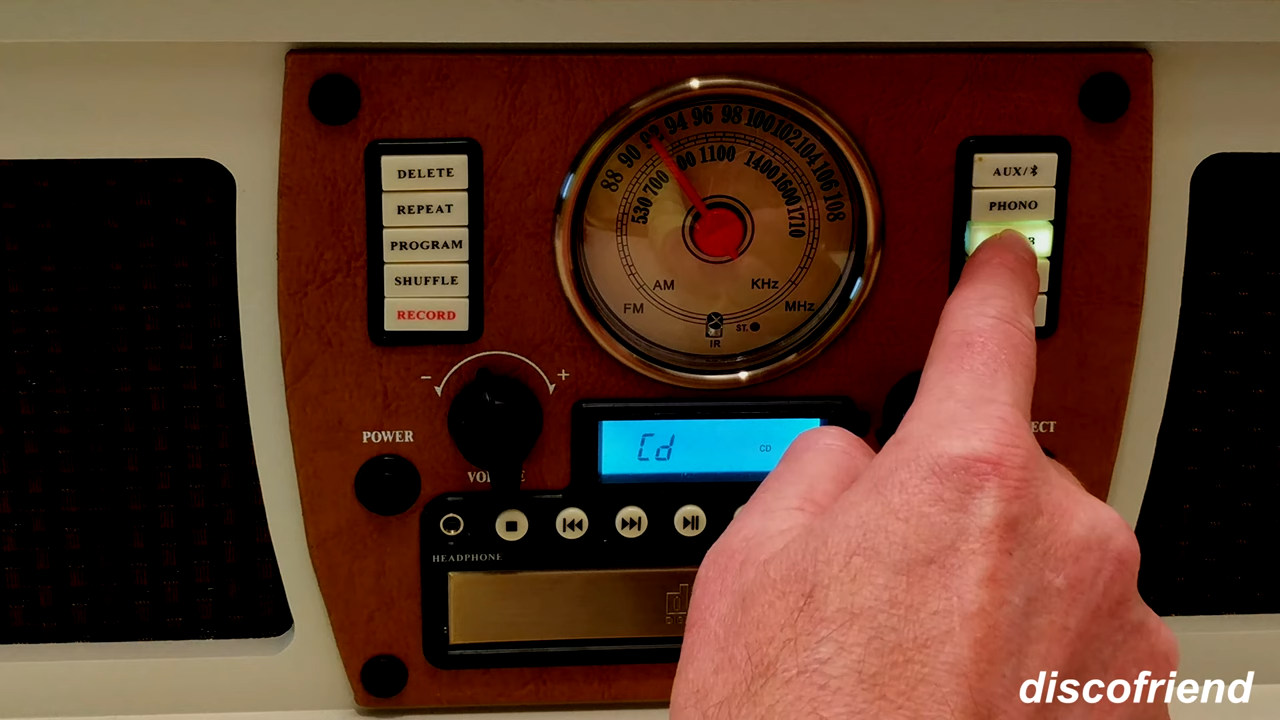 DELETE
REPEAT
PROGRAM
SHUFFLE
RECORD
88 90 92 94 96 98 100 102 104 106 108
530 700 1100 1400 1600 1710
AM KHz
FM MHz
ST.
IR
AUX/
PHONO
POWER
− +
Cd CD
HEADPHONE
discofriend